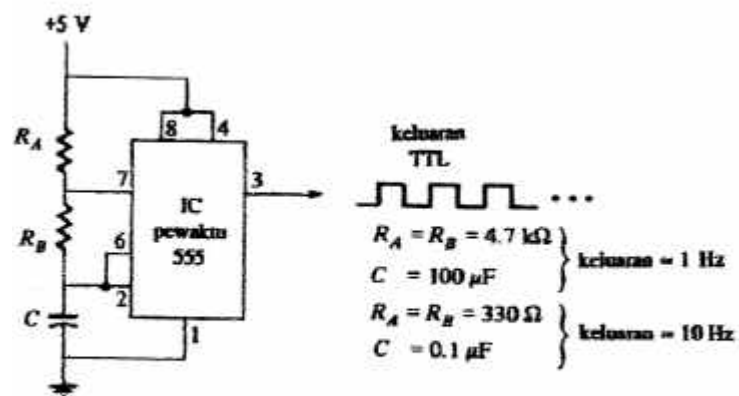 +5 V
R_A
R_B
C
8
4
7
3
6
2
1
IC
pewaktu
555
keluaran
TTL
R_A = R_B = 4.7 kΩ
C = 100 μF
keluaran = 1 Hz
R_A = R_B = 330 Ω
C = 0.1 μF
keluaran = 10 Hz